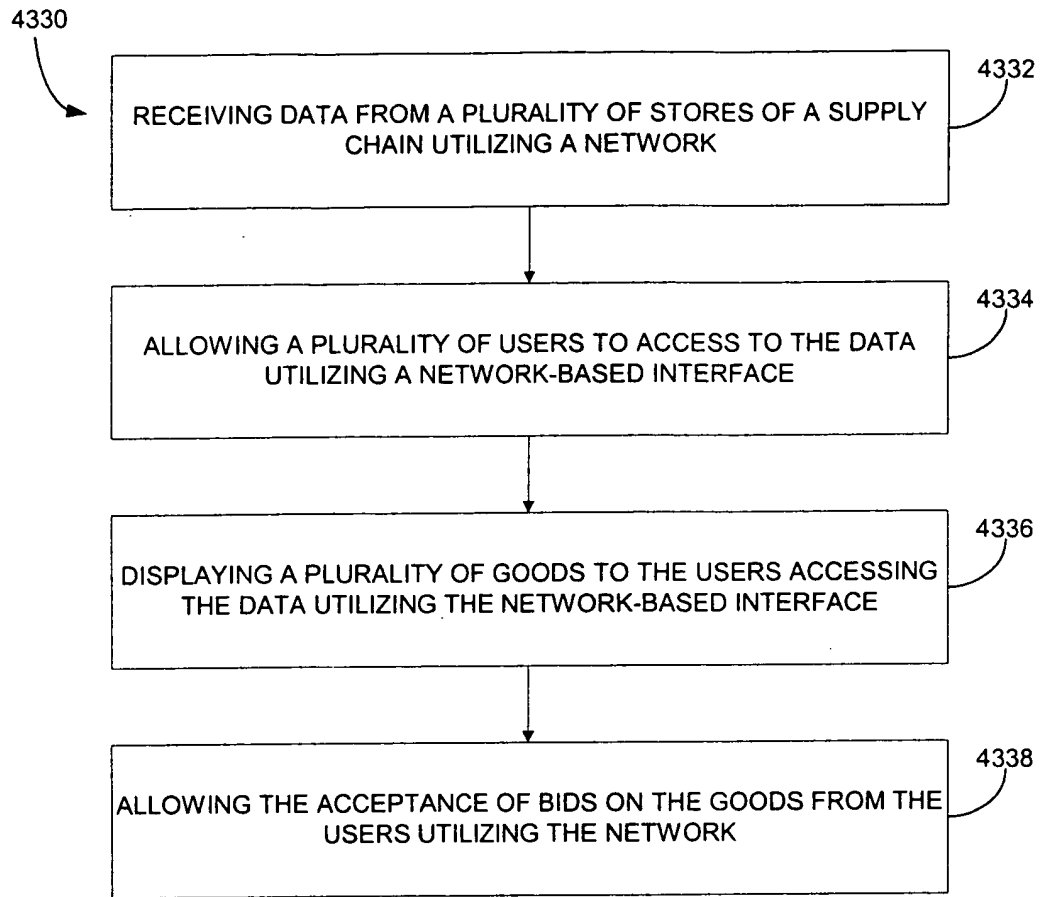 4330
4332
RECEIVING DATA FROM A PLURALITY OF STORES OF A SUPPLY
CHAIN UTILIZING A NETWORK
4334
ALLOWING A PLURALITY OF USERS TO ACCESS TO THE DATA
UTILIZING A NETWORK-BASED INTERFACE
4336
DISPLAYING A PLURALITY OF GOODS TO THE USERS ACCESSING
THE DATA UTILIZING THE NETWORK-BASED INTERFACE
4338
ALLOWING THE ACCEPTANCE OF BIDS ON THE GOODS FROM THE
USERS UTILIZING THE NETWORK